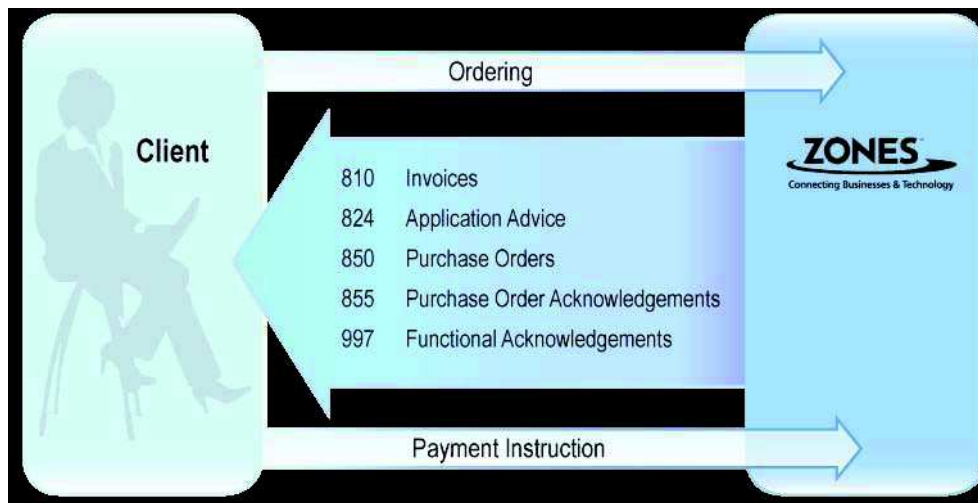 Ordering
Client
ZONES™
Connecting Businesses & Technology
810 Invoices
824 Application Advice
850 Purchase Orders
855 Purchase Order Acknowledgements
997 Functional Acknowledgements
Payment Instruction